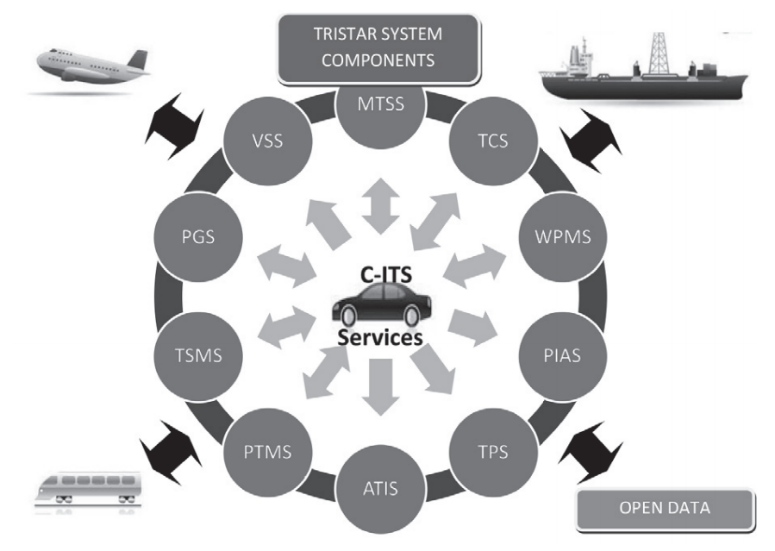 TRISTAR SYSTEM
COMPONENTS
MTSS
VSS
TCS
PGS
WPMS
C-ITS
Services
TSMS
PIAS
PTMS
TPS
ATIS
OPEN DATA